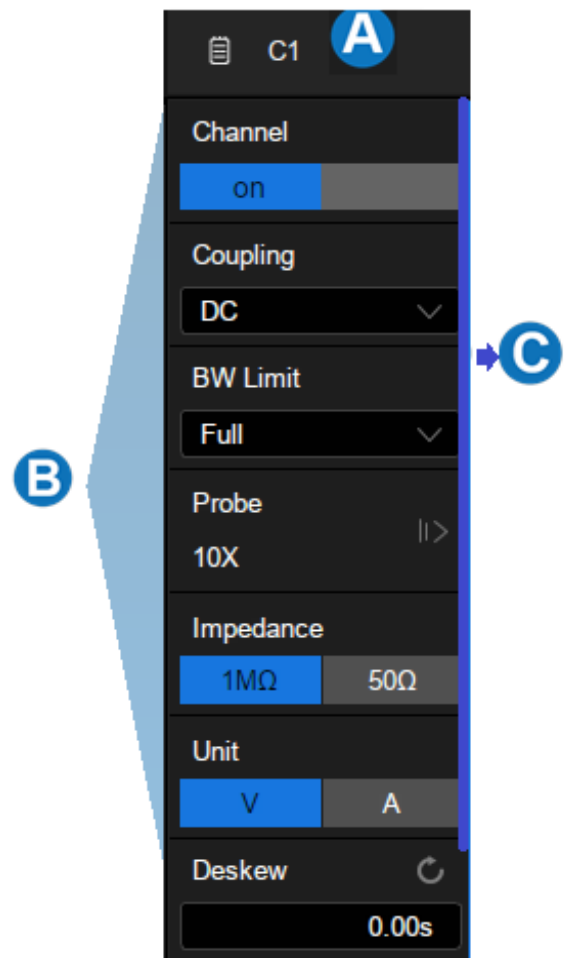 C1 A
Channel
on
Coupling
DC
C
BW Limit
Full
B
Probe
10X
Impedance
1MΩ 50Ω
Unit
V A
Deskew
0.00s